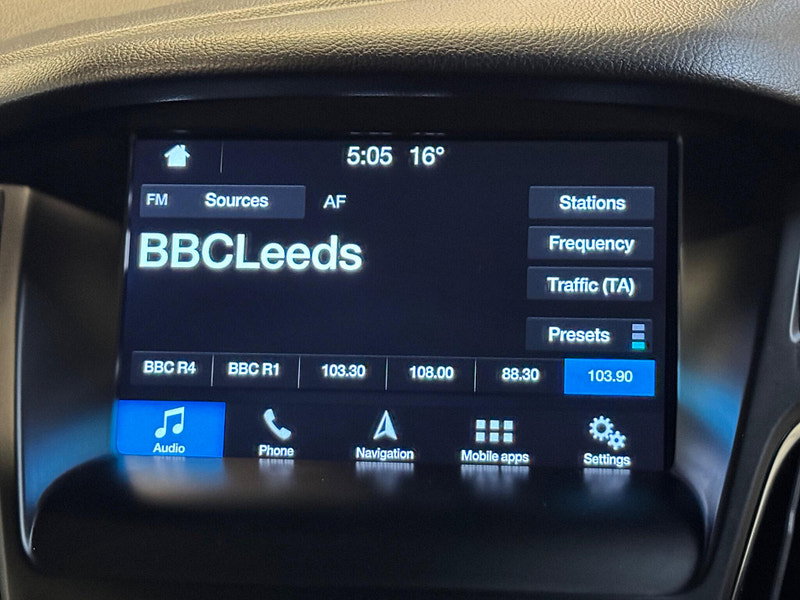 5:05 16°
FM Sources AF
Stations
BBCLeeds
Frequency
Traffic (TA)
Presets
BBC R4 BBC R1 103.30 108.00 88.30 103.90
Audio Phone Navigation Mobile apps Settings